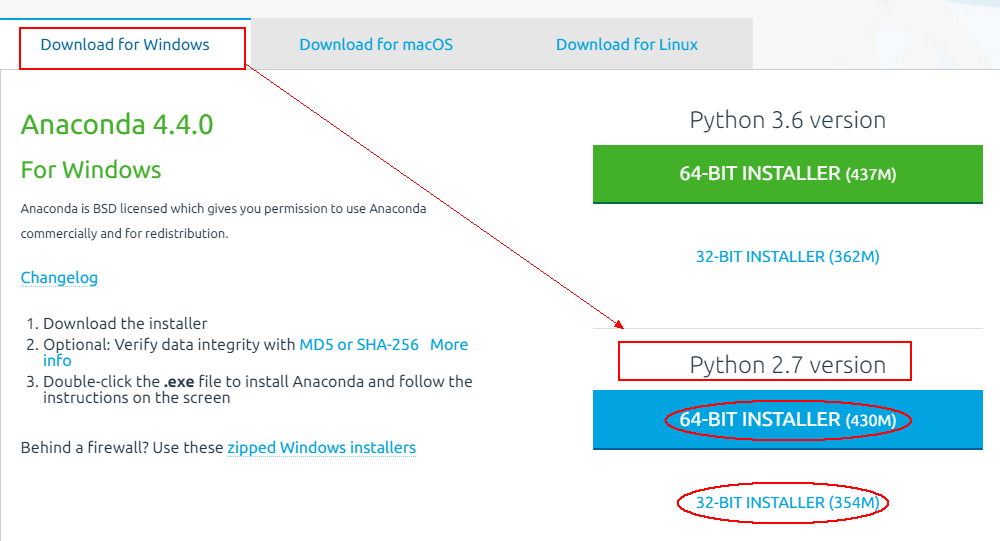 Download for Windows
Download for macOS
Download for Linux
Anaconda 4.4.0
For Windows
Anaconda is BSD licensed which gives you permission to use Anaconda
commercially and for redistribution.
Changelog
1. Download the installer
2. Optional: Verify data integrity with MD5 or SHA-256 More
info
3. Double-click the .exe file to install Anaconda and follow the
instructions on the screen
Behind a firewall? Use these zipped Windows installers
Python 3.6 version
64-BIT INSTALLER (437M)
32-BIT INSTALLER (362M)
Python 2.7 version
64-BIT INSTALLER (430M)
32-BIT INSTALLER (354M)